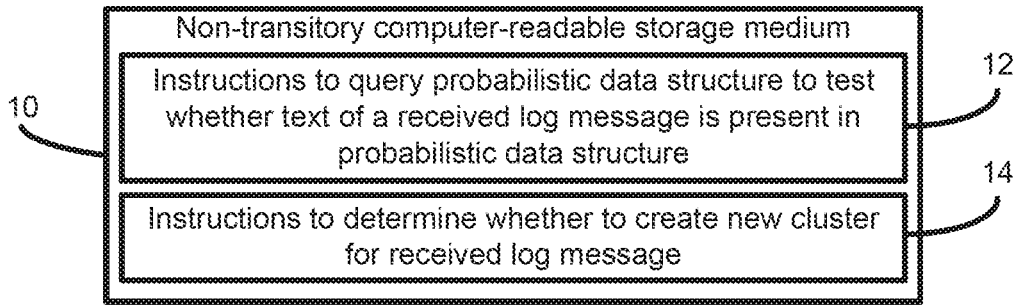 Non-transitory computer-readable storage medium
Instructions to query probabilistic data structure to test
whether text of a received log message is present in
probabilistic data structure
12
10
Instructions to determine whether to create new cluster
for received log message
14